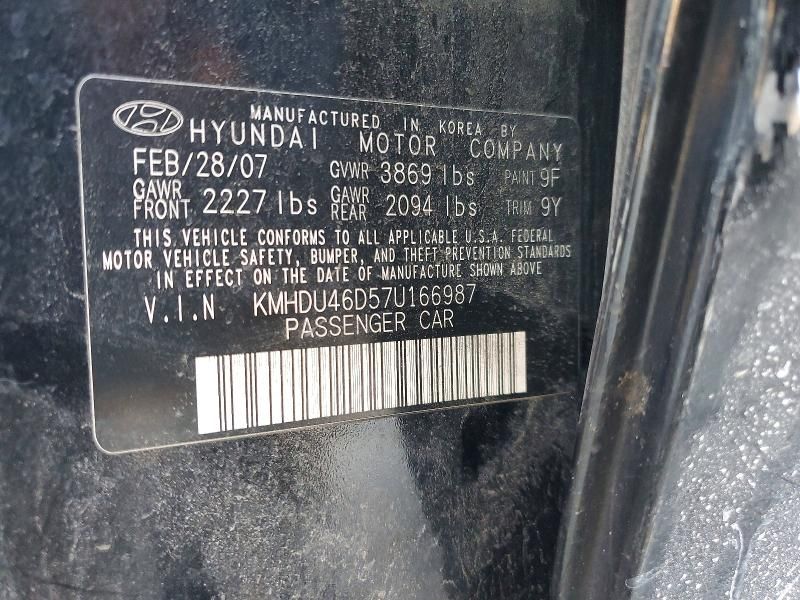 MANUFACTURED IN KOREA BY
HYUNDAI MOTOR COMPANY
FEB/28/07 GVWR 3869 lbs PAINT 9F
GAWR FRONT 2227 lbs GAWR REAR 2094 lbs TRIM 9Y
THIS VEHICLE CONFORMS TO ALL APPLICABLE U.S.A. FEDERAL
MOTOR VEHICLE SAFETY, BUMPER, AND THEFT PREVENTION STANDARDS
IN EFFECT ON THE DATE OF MANUFACTURE SHOWN ABOVE
V.I.N KMHDU46D57U166987
PASSENGER CAR